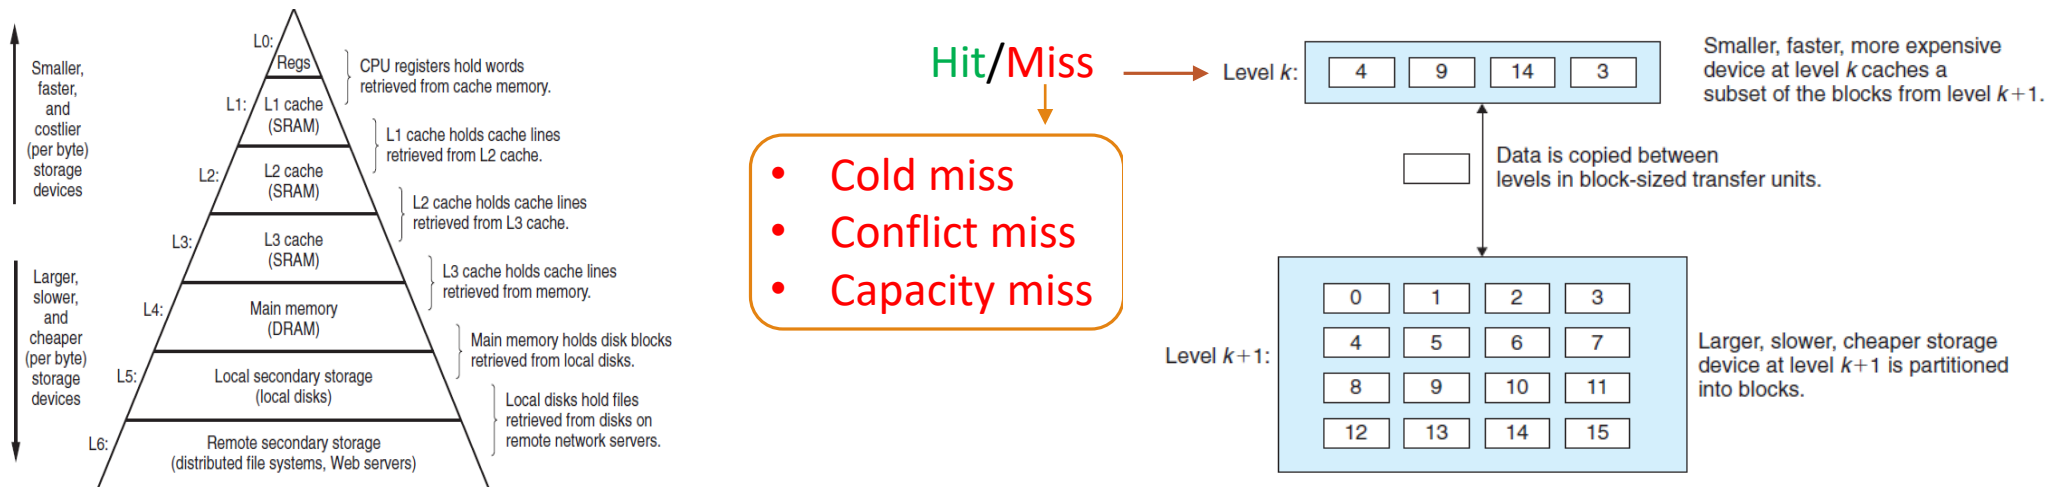 Smaller,
faster,
and
costlier
(per byte)
storage
devices
Larger,
slower,
and
cheaper
(per byte)
storage
devices
L0:
Regs
CPU registers hold words
retrieved from cache memory.
L1:
L1 cache
(SRAM)
L1 cache holds cache lines
retrieved from L2 cache.
L2:
L2 cache
(SRAM)
L2 cache holds cache lines
retrieved from L3 cache.
L3:
L3 cache
(SRAM)
L3 cache holds cache lines
retrieved from memory.
L4:
Main memory
(DRAM)
Main memory holds disk blocks
retrieved from local disks.
L5:
Local secondary storage
(local disks)
Local disks hold files
retrieved from disks on
remote network servers.
L6:
Remote secondary storage
(distributed file systems, Web servers)
Hit/Miss
• Cold miss
• Conflict miss
• Capacity miss
Level k:
4 9 14 3
Smaller, faster, more expensive
device at level k caches a
subset of the blocks from level k+1.
Data is copied between
levels in block-sized transfer units.
Level k+1:
0 1 2 3
4 5 6 7
8 9 10 11
12 13 14 15
Larger, slower, cheaper storage
device at level k+1 is partitioned
into blocks.